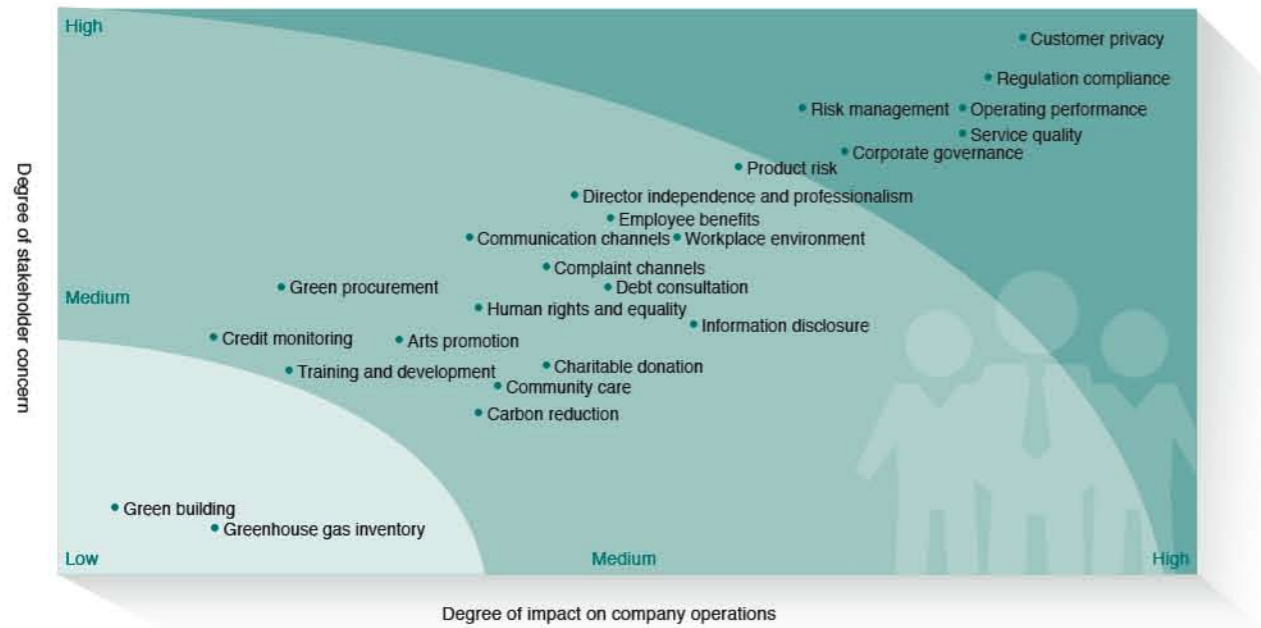 High
Customer privacy
Regulation compliance
Risk management
Operating performance
Service quality
Corporate governance
Product risk
Director independence and professionalism
Employee benefits
Communication channels
Workplace environment
Complaint channels
Green procurement
Debt consultation
Medium
Human rights and equality
Information disclosure
Credit monitoring
Arts promotion
Training and development
Charitable donation
Community care
Carbon reduction
Green building
Greenhouse gas inventory
Low
Medium
High
Degree of stakeholder concern
Degree of impact on company operations